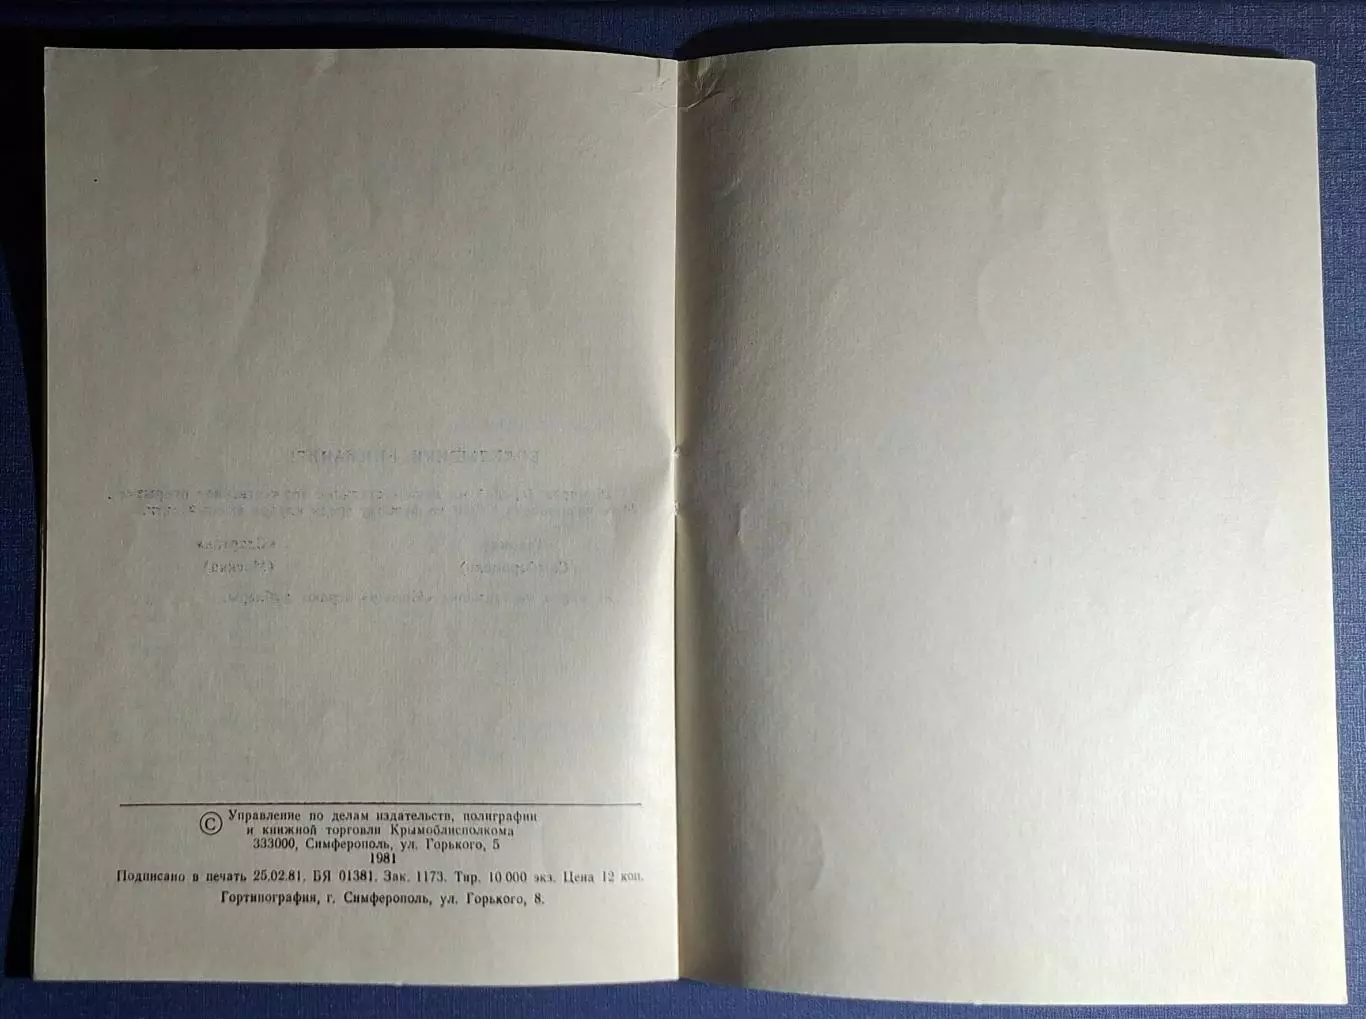 © Управление по делам издательств, полиграфии
и книжной торговли Крымоблисполкома
333000, Симферополь, ул. Горького, 5
1981
Подписано в печать 25.02.81. БЯ 01381. Зак. 1173. Тир. 10 000 экз. Цена 12 коп.
Гортипография, г. Симферополь, ул. Горького, 8.